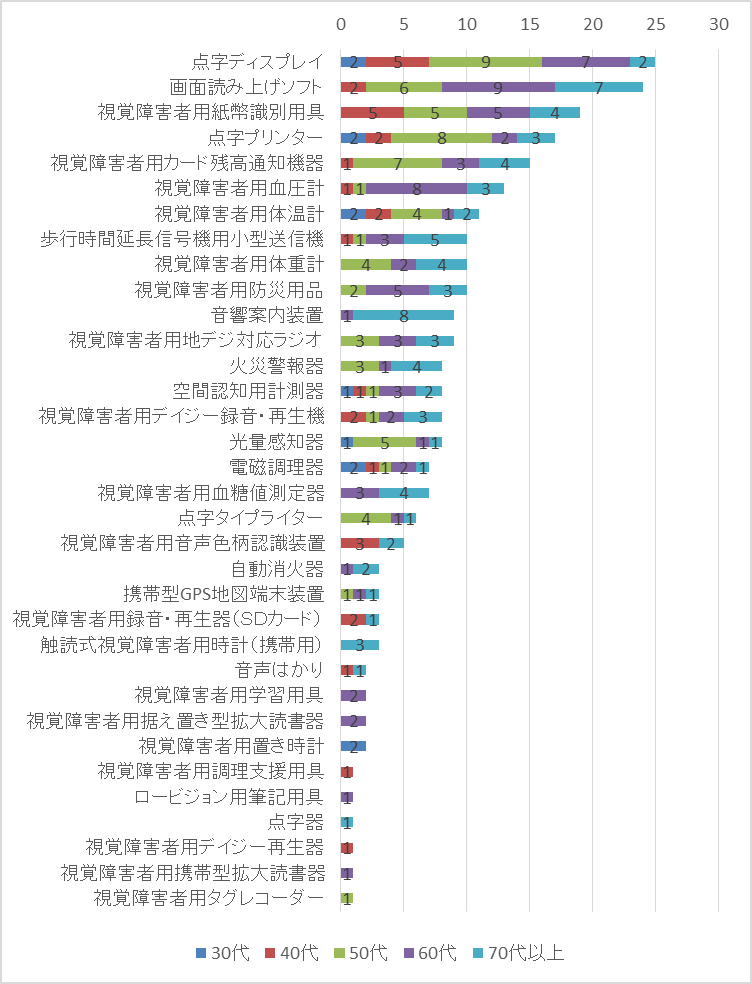 0 5 10 15 20 25 30
点字ディスプレイ 2 5 9 7 2
画面読み上げソフト 2 6 9 7
視覚障害者用紙幣識別用具 5 5 5 4
点字プリンター 2 2 8 2 3
視覚障害者用カード残高通知機器 1 7 3 4
視覚障害者用血圧計 1 1 8 3
視覚障害者用体温計 2 2 4 1 2
歩行時間延長信号機用小型送信機 1 1 3 5
視覚障害者用体重計 4 2 4
視覚障害者用防災用品 2 5 3
音響案内装置 1 8
視覚障害者用地デジ対応ラジオ 3 3 3
火災警報器 3 1 4
空間認知用計測器 1 1 1 3 2
視覚障害者用デイジー録音・再生機 2 1 2 3
光量感知器 1 5 1 1
電磁調理器 2 1 1 2 1
視覚障害者用血糖値測定器 3 4
点字タイプライター 4 1 1
視覚障害者用音声色柄認識装置 3 2
自動消火器 1 2
携帯型GPS地図端末装置 1 1 1
視覚障害者用録音・再生器（SDカード） 2 1
触読式視覚障害者用時計（携帯用） 3
音声はかり 1 1
視覚障害者用学習用具 2
視覚障害者用据え置き型拡大読書器 2
視覚障害者用置き時計 2
視覚障害者用調理支援用具 1
ロービジョン用筆記用具 1
点字器 1
視覚障害者用デイジー再生器 1
視覚障害者用携帯型拡大読書器 1
視覚障害者用タグレコーダー 1
30代 40代 50代 60代 70代以上